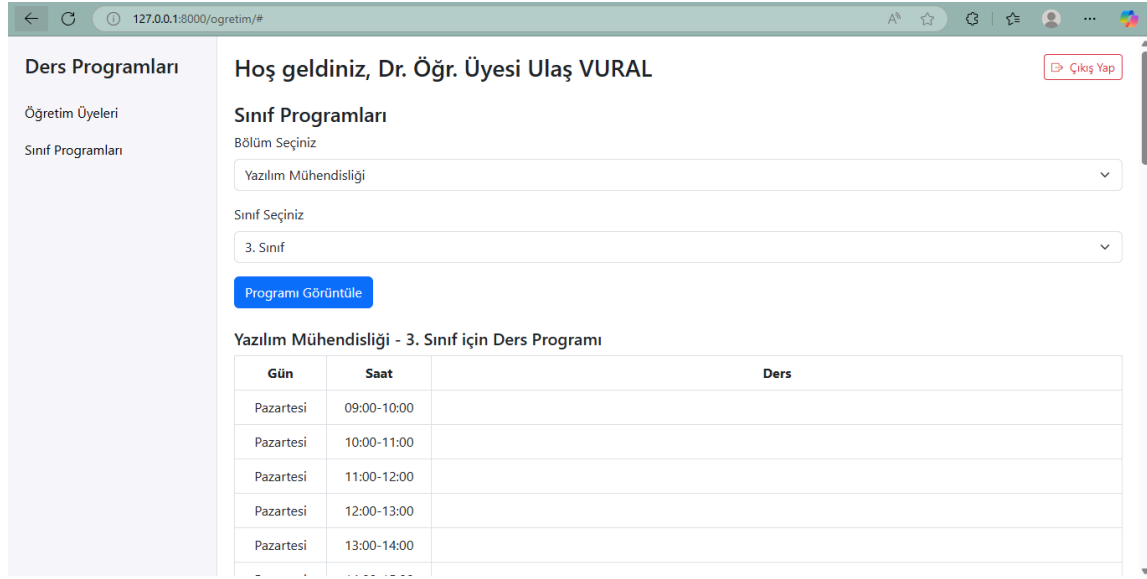 127.0.0.1:8000/ogretim/#
Ders Programları
Öğretim Üyeleri
Sınıf Programları
Hoş geldiniz, Dr. Öğr. Üyesi Ulaş VURAL
Çıkış Yap
Sınıf Programları
Bölüm Seçiniz
Yazılım Mühendisliği
Sınıf Seçiniz
3. Sınıf
Programı Görüntüle
Yazılım Mühendisliği - 3. Sınıf için Ders Programı
Gün Saat Ders
Pazartesi 09:00-10:00
Pazartesi 10:00-11:00
Pazartesi 11:00-12:00
Pazartesi 12:00-13:00
Pazartesi 13:00-14:00